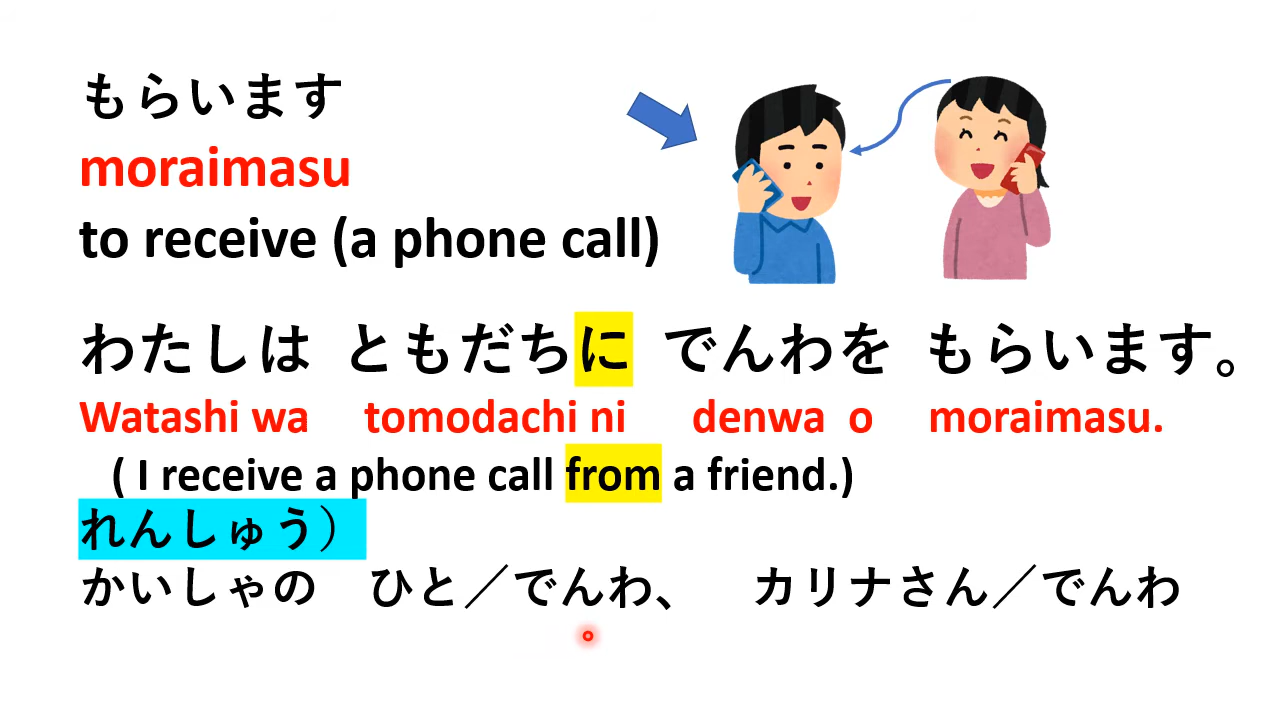 もらいます
moraimasu
to receive (a phone call)
わたしは ともだちに でんわを もらいます。
Watashi wa tomodachi ni denwa o moraimasu.
( I receive a phone call from a friend.)
れんしゅう）
かいしゃの ひと／でんわ、 カリナさん／でんわ